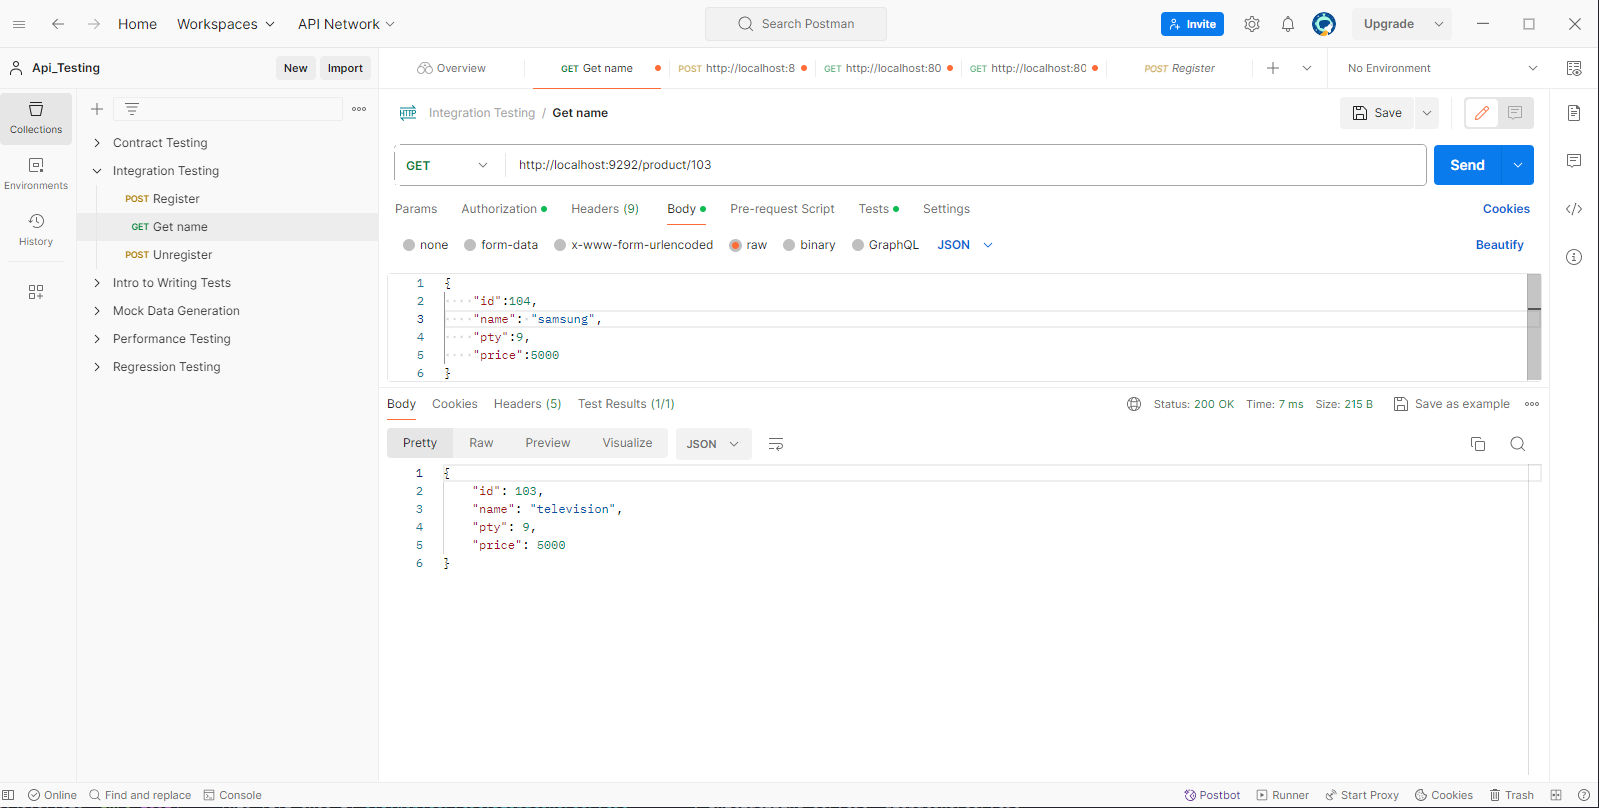 Home Workspaces API Network Search Postman Invite Upgrade
Api_Testing New Import Overview GET Get name POST http://localhost:8 GET http://localhost:80 GET http://localhost:80 POST Register No Environment
Collections
Environments
History
Contract Testing
Integration Testing
POST Register
GET Get name
POST Unregister
Intro to Writing Tests
Mock Data Generation
Performance Testing
Regression Testing
HTTP Integration Testing / Get name Save
GET http://localhost:9292/product/103 Send
Params Authorization Headers (9) Body Pre-request Script Tests Settings Cookies
none form-data x-www-form-urlencoded raw binary GraphQL JSON Beautify
1 {
2 "id":104,
3 "name": "samsung",
4 "pty":9,
5 "price":5000
6 }
Body Cookies Headers (5) Test Results (1/1) Status: 200 OK Time: 7 ms Size: 215 B Save as example
Pretty Raw Preview Visualize JSON
1 {
2 "id": 103,
3 "name": "television",
4 "pty": 9,
5 "price": 5000
6 }
Online Find and replace Console Postbot Runner Start Proxy Cookies Trash